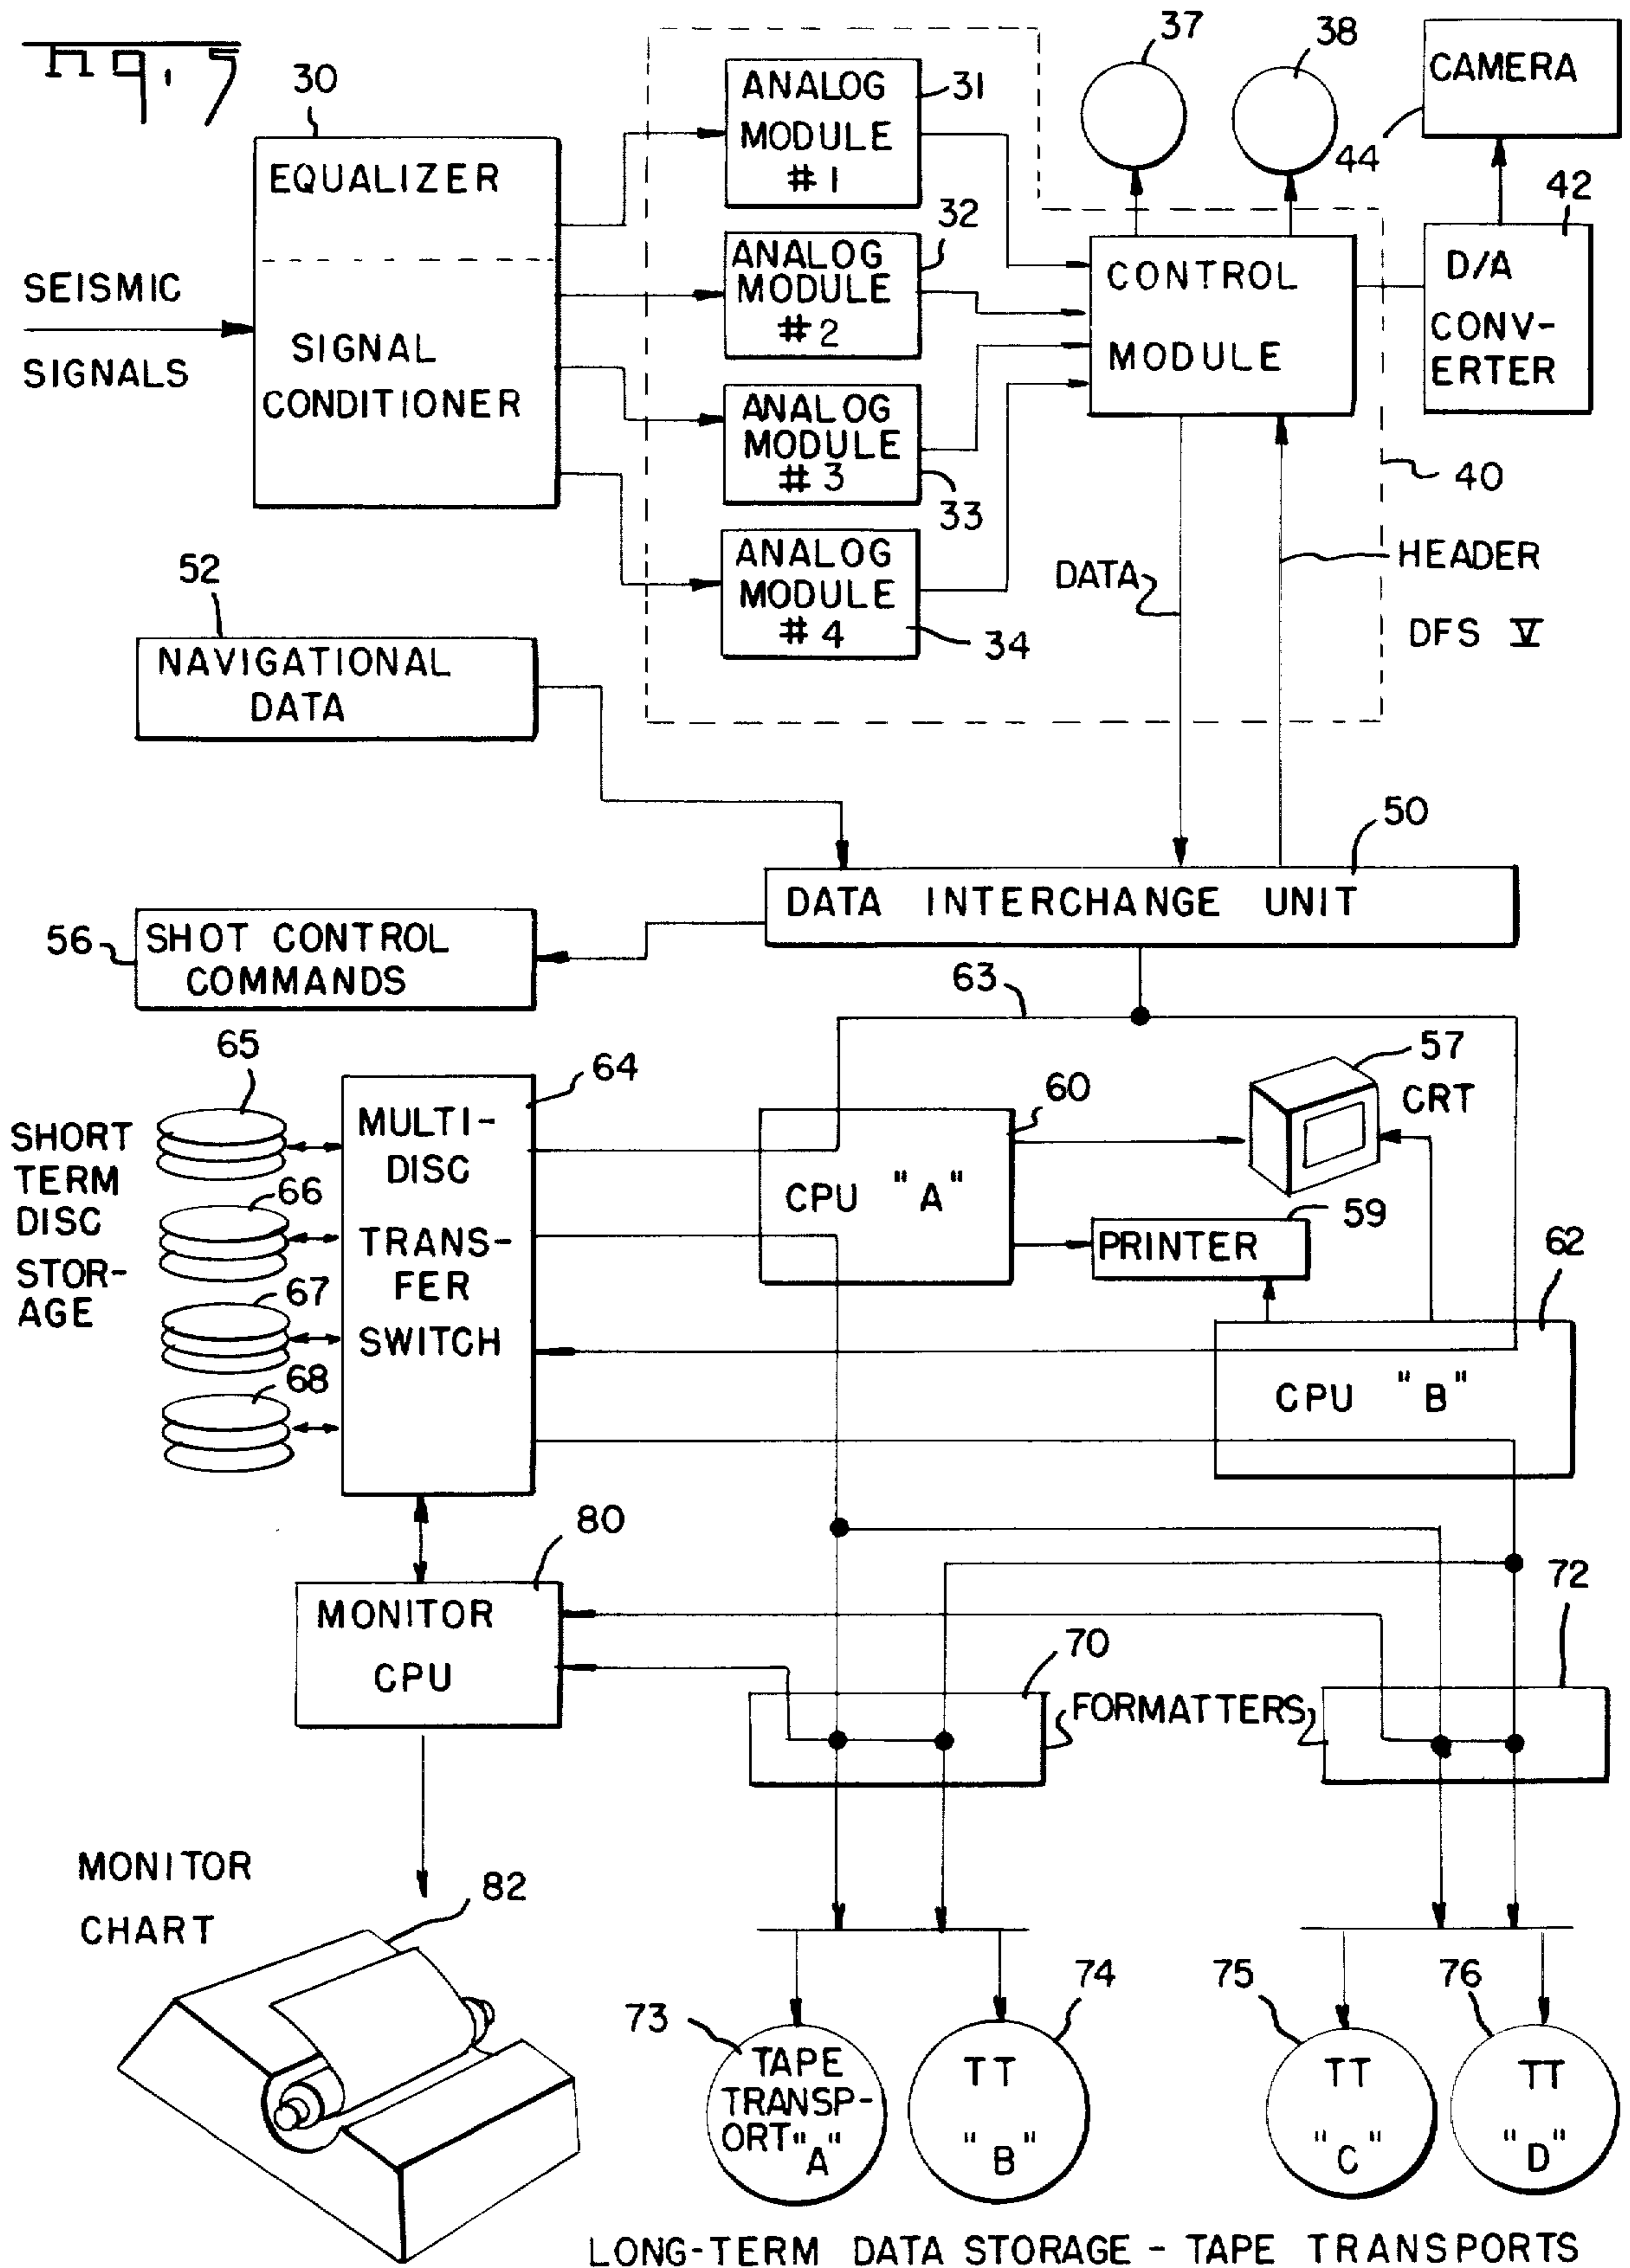 Fig. 5
30
37
38
CAMERA
44
EQUALIZER
SIGNAL
CONDITIONER
SEISMIC
SIGNALS
ANALOG
MODULE
#1
31
ANALOG
MODULE
#2
32
ANALOG
MODULE
#3
33
ANALOG
MODULE
#4
34
CONTROL
MODULE
42
D/A
CONV-
ERTER
40
DATA
HEADER
DFS V
52
NAVIGATIONAL
DATA
50
DATA INTERCHANGE UNIT
56
SHOT CONTROL
COMMANDS
63
57
CRT
65
SHORT
TERM
DISC
STOR-
AGE
66
67
68
64
MULTI-
DISC
TRANS-
FER
SWITCH
60
CPU "A"
59
PRINTER
62
CPU "B"
80
MONITOR
CPU
70
FORMATTERS
72
MONITOR
CHART
82
73
TAPE
TRANSP-
ORT "A"
74
TT
"B"
75
TT
"C"
76
TT
"D"
LONG-TERM DATA STORAGE - TAPE TRANSPORTS